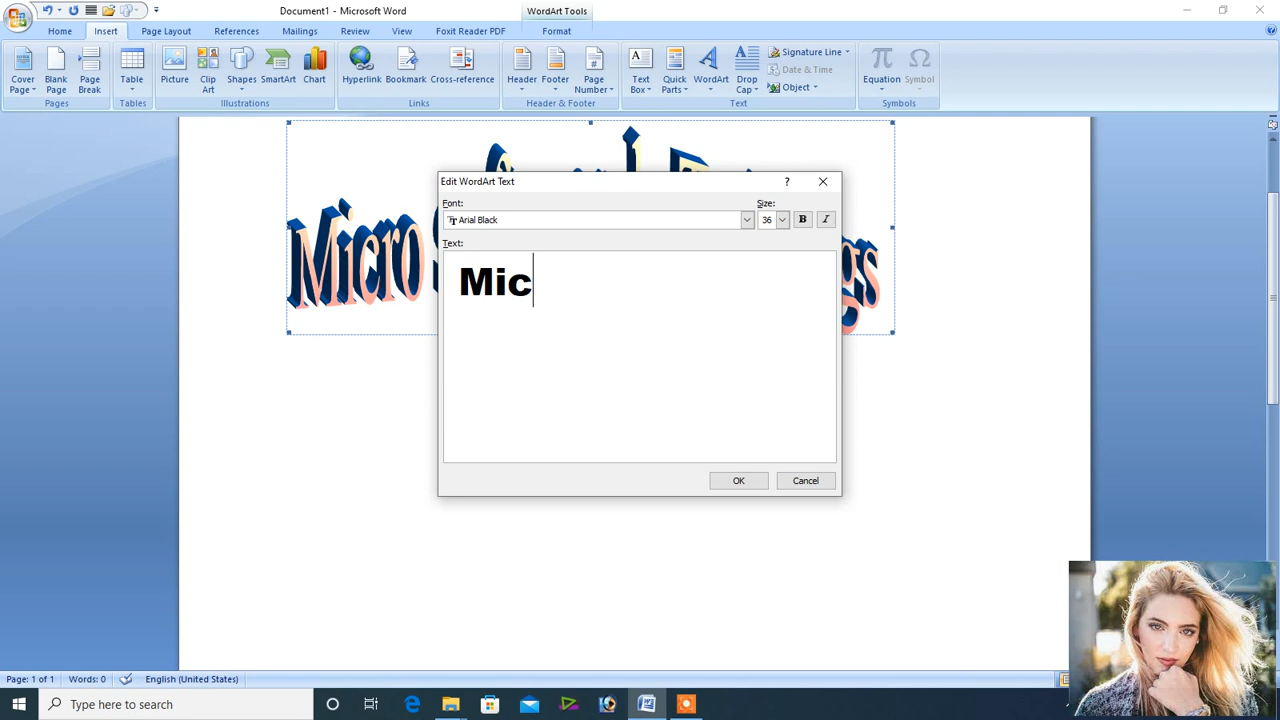 Document1 - Microsoft Word
WordArt Tools
Home Insert Page Layout References Mailings Review View Foxit Reader PDF Format
Cover Page
Blank Page
Page Break
Table
Picture
Clip Art
Shapes
SmartArt
Chart
Hyperlink
Bookmark
Cross-reference
Header
Footer
Page Number
Text Box
Quick Parts
WordArt
Drop Cap
Signature Line
Date & Time
Object
Equation
Symbol
Pages Tables Illustrations Links Header & Footer Text Symbols
Micro
Edit WordArt Text
?
Font: Size:
Tr Arial Black 36 B I
Text:
Mic
OK Cancel
Page: 1 of 1 Words: 0 English (United States)
Type here to search